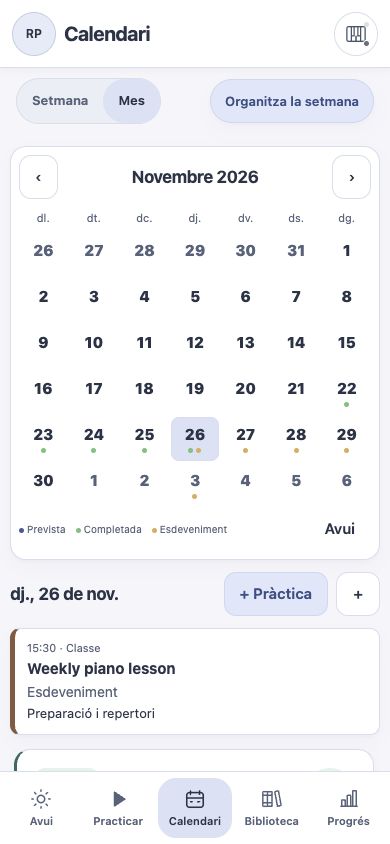 RP Calendari
Setmana Mes Organitza la setmana
‹ Novembre 2026 ›
dl. dt. dc. dj. dv. ds. dg.
26 27 28 29 30 31 1
2 3 4 5 6 7 8
9 10 11 12 13 14 15
16 17 18 19 20 21 22
23 24 25 26 27 28 29
30 1 2 3 4 5 6
Prevista Completada Esdeveniment Avui
dj., 26 de nov. + Pràctica +
15:30 · Classe
Weekly piano lesson
Esdeveniment
Preparació i repertori
Avui Practicar Calendari Biblioteca Progrés